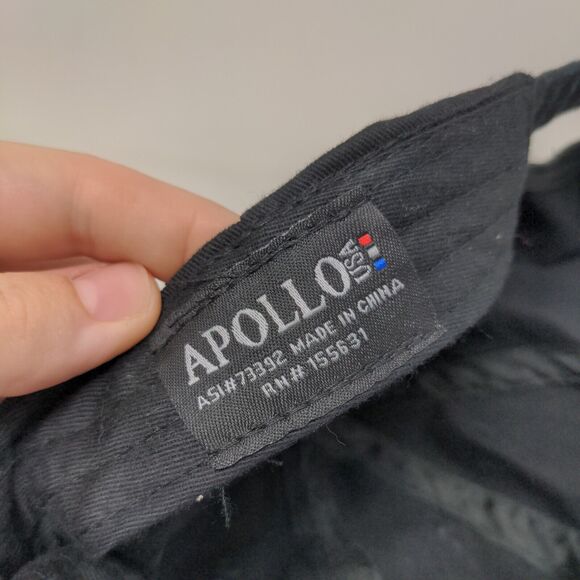 APOLLO USA
ASI#73392 MADE IN CHINA
RN# 155631